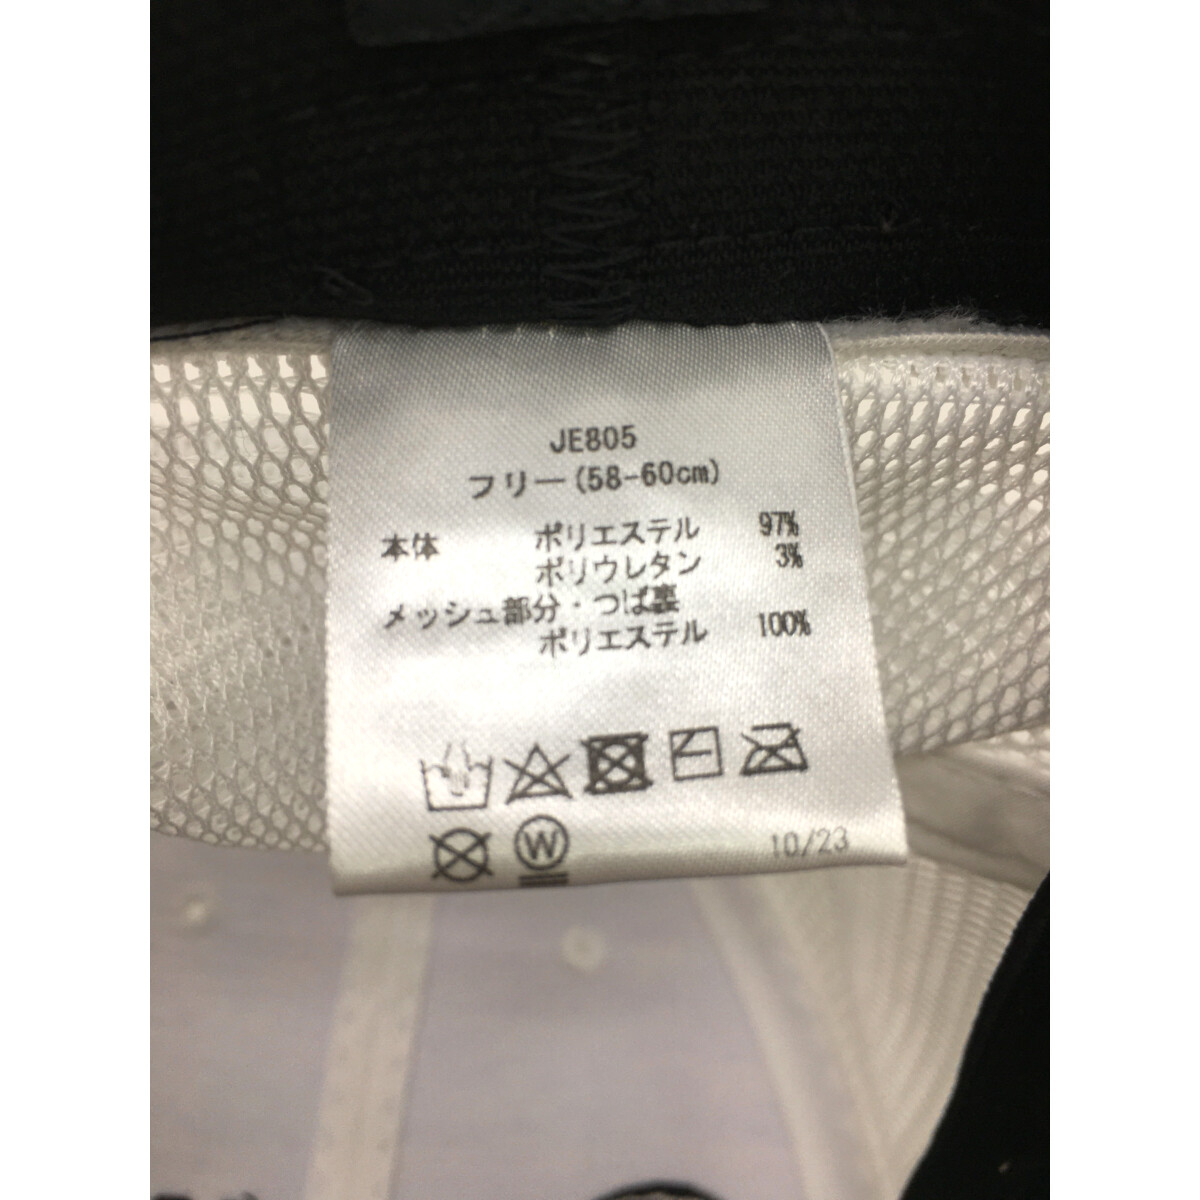 JE805
フリー(58-60cm)
本体 ポリエステル 97%
ポリウレタン 3%
メッシュ部分・つば裏
ポリエステル 100%
W
10/23